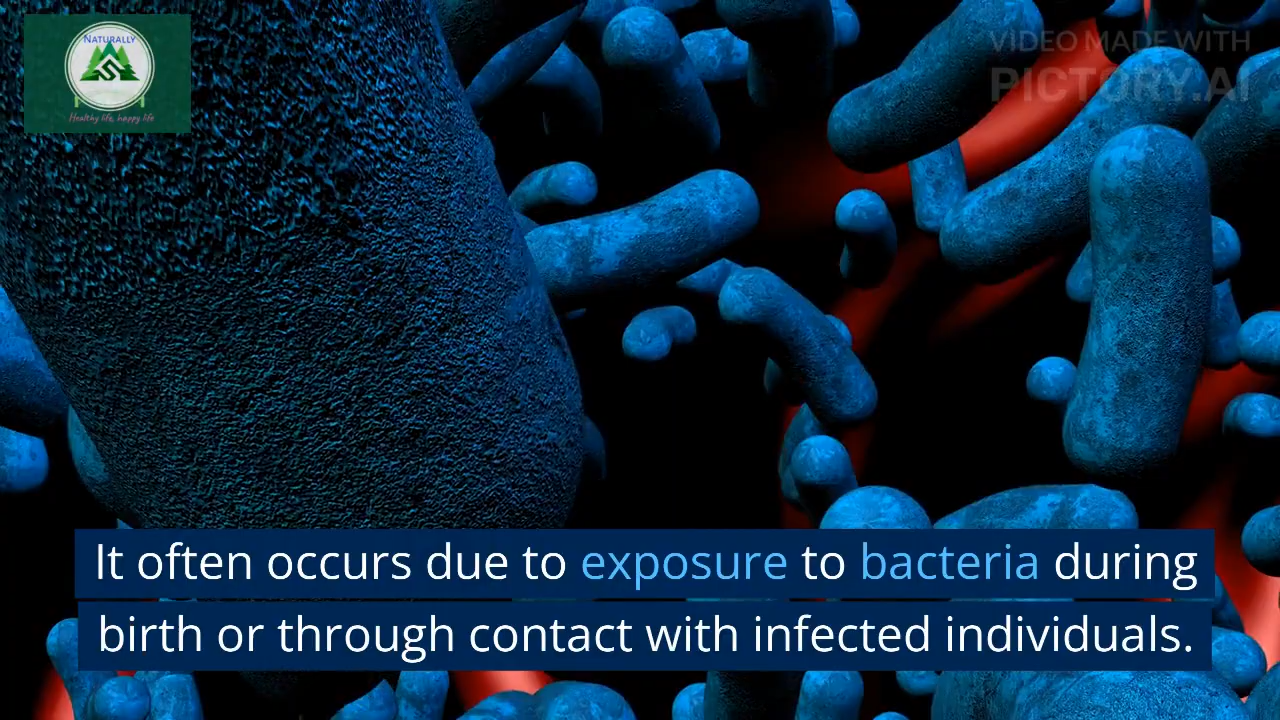 NATURALLY
Healthy life, happy life
VIDEO MADE WITH
PICTORY.AI
It often occurs due to exposure to bacteria during
birth or through contact with infected individuals.